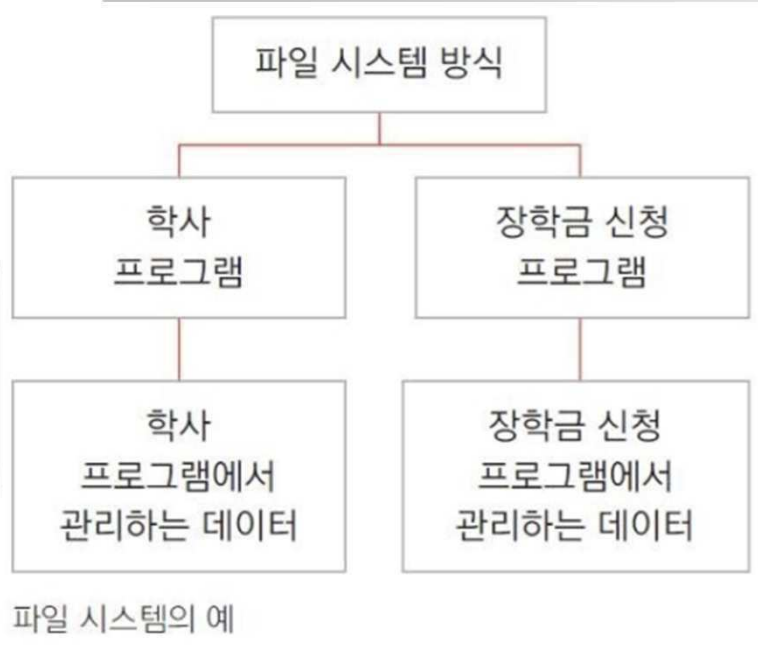 파일 시스템 방식
학사
프로그램
장학금 신청
프로그램
학사
프로그램에서
관리하는 데이터
장학금 신청
프로그램에서
관리하는 데이터
파일 시스템의 예